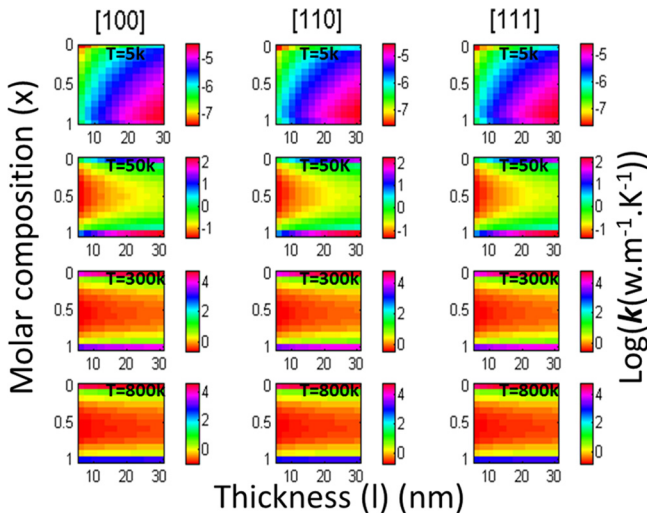 [100] [110] [111]
Molar composition (x)
0 T=5k -5 0 T=5k -5 0 T=5k -5
0.5 -6 0.5 -6 0.5 -6
1 -7 1 -7 1 -7
10 20 30 10 20 30 10 20 30
0 T=50k 2 0 T=50K 2 0 T=50k 2
0.5 1 0.5 1 0.5 1
0 0 0
1 -1 1 -1 1 -1
10 20 30 10 20 30 10 20 30
0 T=300k 4 0 T=300k 4 0 T=300k 4
0.5 2 0.5 2 0.5 2
1 0 1 0 1 0
10 20 30 10 20 30 10 20 30
0 T=800k 4 0 T=800k 4 0 T=800k 4
0.5 2 0.5 2 0.5 2
1 0 1 0 1 0
10 20 30 10 20 30 10 20 30
Log(k(w.m-1.K-1))
Thickness (l) (nm)